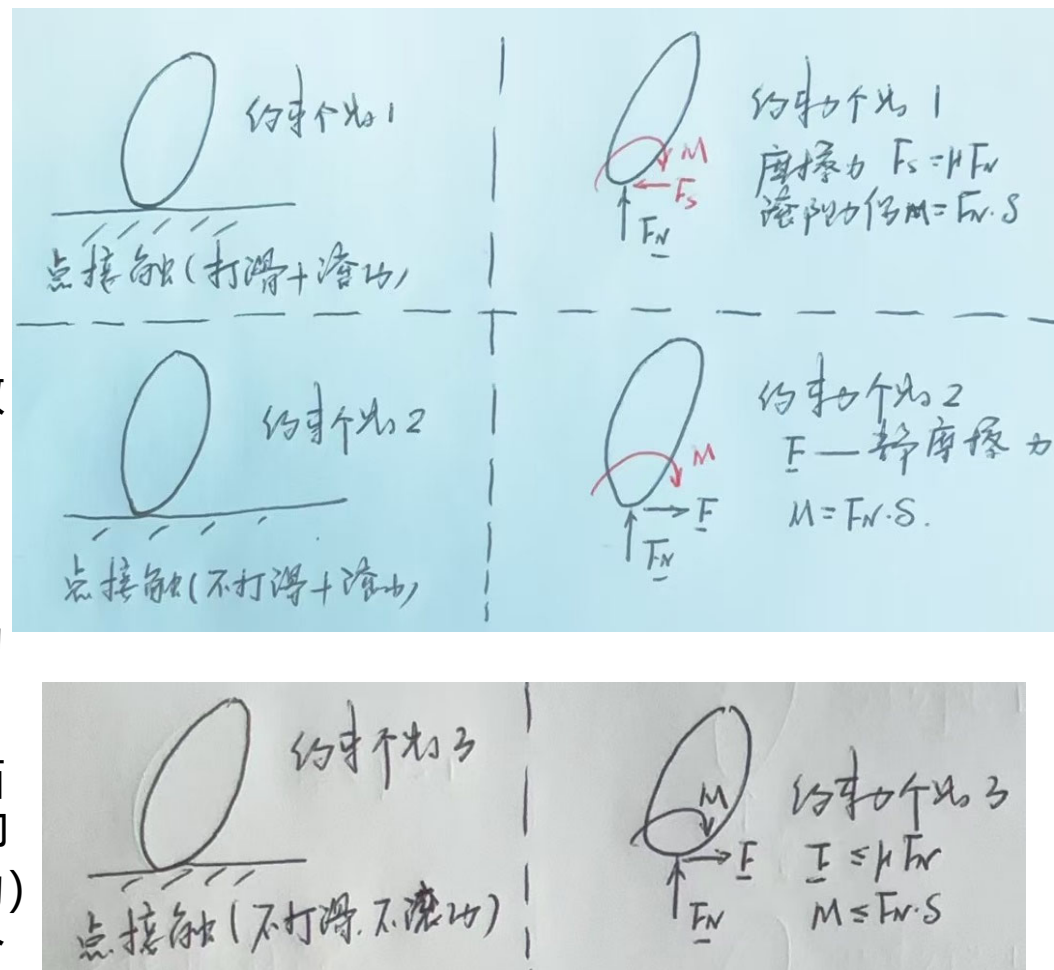 约束个数1
约束力个数1
M
摩擦力 Fs=μFN
Fs
滚阻力偶M=FN·δ
FN
点接触(打滑+滚动)
约束个数2
约束力个数2
M
F—静摩擦力
F
M=FN·δ.
FN
点接触(不打滑+滚动)
约束个数3
约束力个数3
M
F
F≤μFN
FN
M≤FN·δ
点接触(不打滑.不滚动)